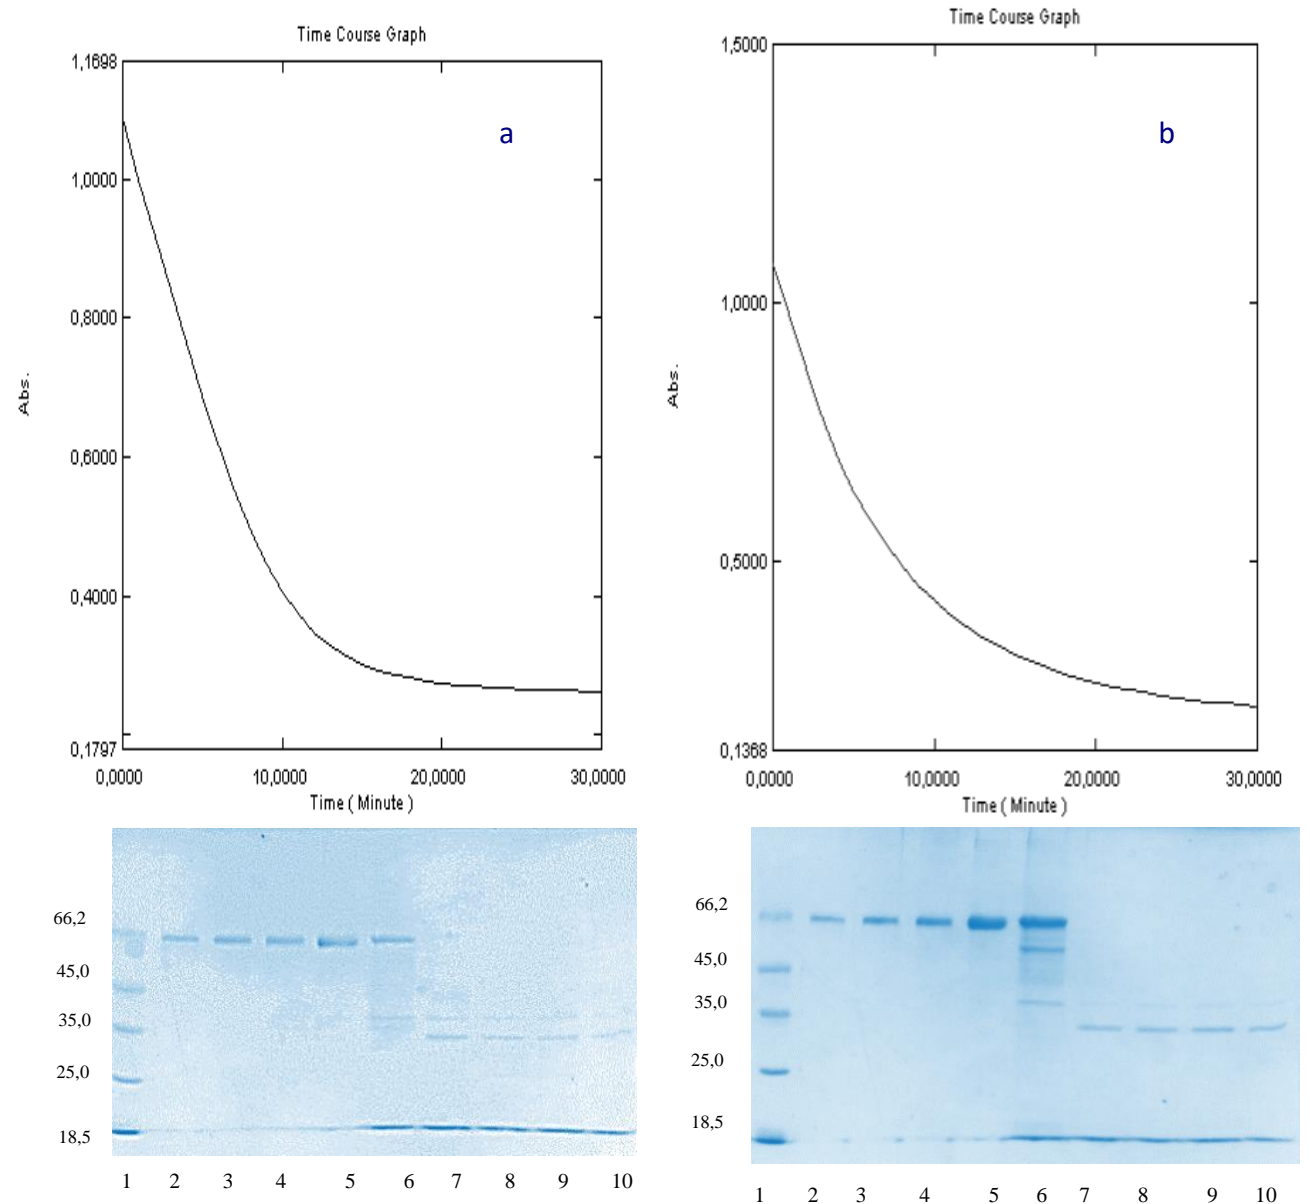 Time Course Graph
1,1698
1,0000
0,8000
0,6000
0,4000
0,1797
Abs.
a
0,0000 10,0000 20,0000 30,0000
Time ( Minute )
Time Course Graph
1,5000
1,0000
0,5000
0,1368
Abs.
b
0,0000 10,0000 20,0000 30,0000
Time ( Minute )
66,2
45,0
35,0
25,0
18,5
1 2 3 4 5 6 7 8 9 10
66,2
45,0
35,0
25,0
18,5
1 2 3 4 5 6 7 8 9 10